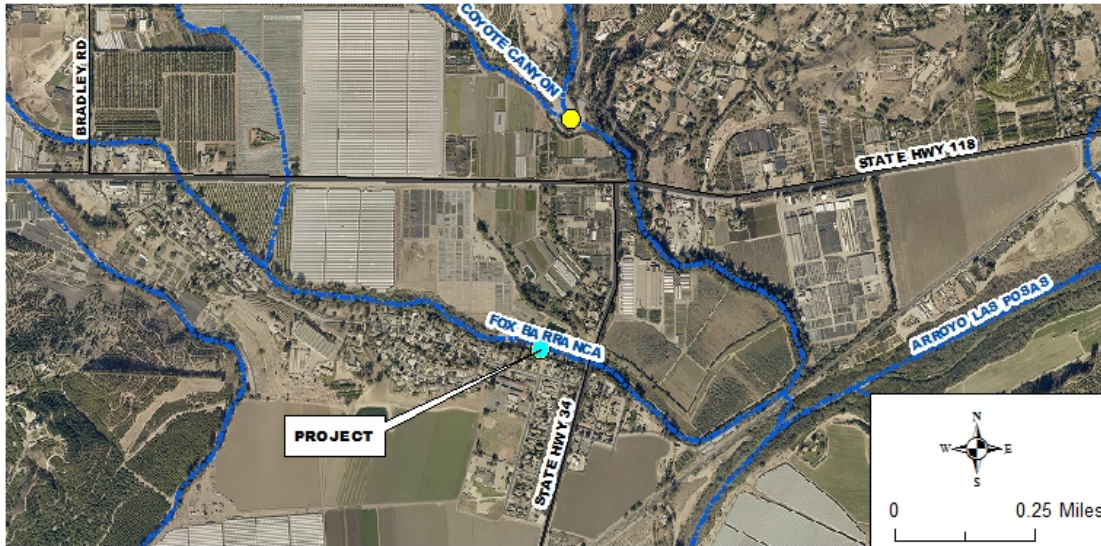 BRADLEY RD
COYOTE CANYON
STATE HWY 118
ARROYO LAS POSAS
FOX BARRANCA
PROJECT
STATE HWY 34
N
W E
S
0 0.25 Miles